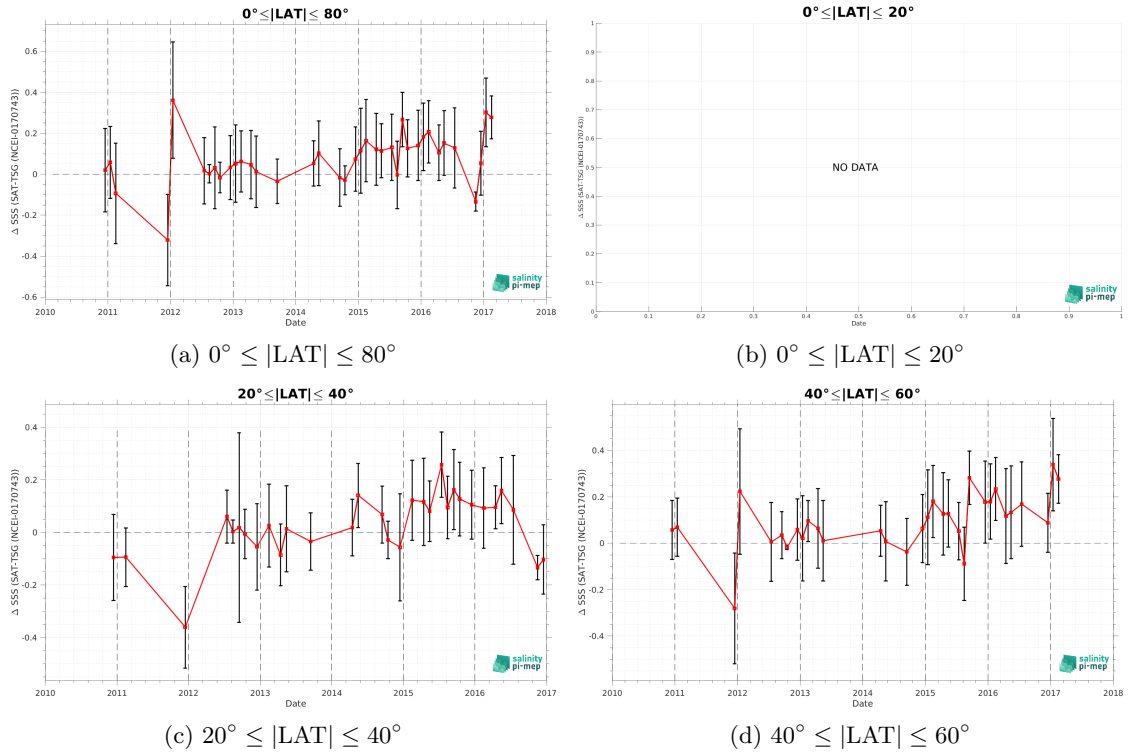 0°≤|LAT|≤ 80°
Δ SSS (SAT-TSG (NCEI-0170743))
0.6
0.4
0.2
0
-0.2
-0.4
-0.6
2010 2011 2012 2013 2014 2015 2016 2017 2018
Date
salinity
pi-mep
(a) 0° ≤ |LAT| ≤ 80°
0°≤|LAT|≤ 20°
Δ SSS (SAT-TSG (NCEI-0170743))
1
0.9
0.8
0.7
0.6
0.5
0.4
0.3
0.2
0.1
0
NO DATA
0 0.1 0.2 0.3 0.4 0.5 0.6 0.7 0.8 0.9 1
Date
salinity
pi-mep
(b) 0° ≤ |LAT| ≤ 20°
20°≤|LAT|≤ 40°
Δ SSS (SAT-TSG (NCEI-0170743))
0.4
0.2
0
-0.2
-0.4
2010 2011 2012 2013 2014 2015 2016 2017
Date
salinity
pi-mep
(c) 20° ≤ |LAT| ≤ 40°
40°≤|LAT|≤ 60°
Δ SSS (SAT-TSG (NCEI-0170743))
0.4
0.2
0
-0.2
-0.4
2010 2011 2012 2013 2014 2015 2016 2017 2018
Date
salinity
pi-mep
(d) 40° ≤ |LAT| ≤ 60°